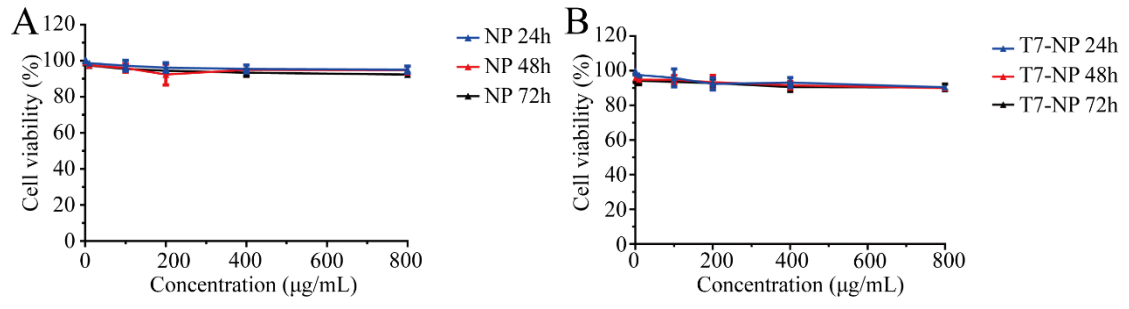 A
120
100
80
60
40
20
0
Cell viability (%)
0 200 400 600 800
Concentration (μg/mL)
NP 24h
NP 48h
NP 72h
B
120
100
80
60
40
20
0
Cell viability (%)
0 200 400 600 800
Concentration (μg/mL)
T7-NP 24h
T7-NP 48h
T7-NP 72h